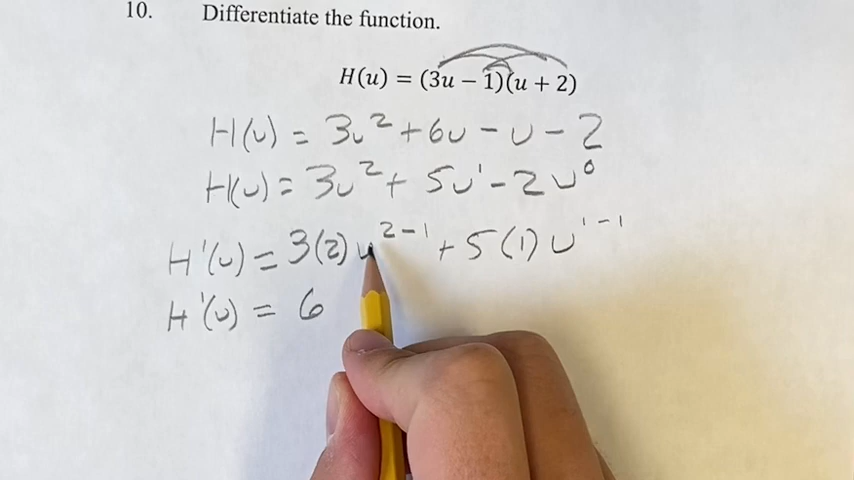 10. Differentiate the function.
H(u) = (3u − 1)(u + 2)
H(u) = 3u² + 6u − u − 2
H(u) = 3u² + 5u¹ − 2u⁰
H'(u) = 3(2)u²⁻¹ + 5(1)u¹⁻¹
H'(u) = 6